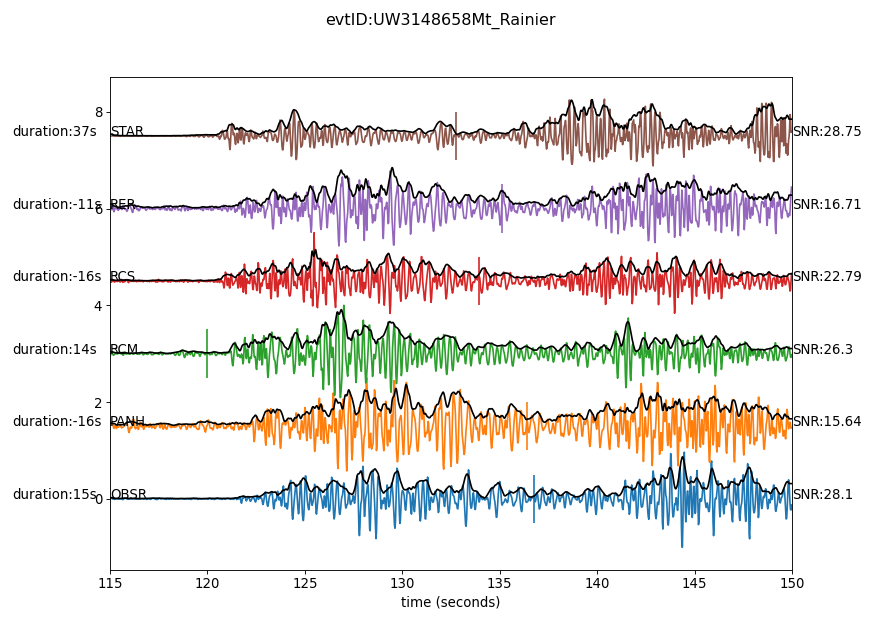 evtID:UW3148658Mt_Rainier
8
duration:37s STAR SNR:28.75
duration:-11s RER SNR:16.71
6
duration:-16s RCS SNR:22.79
4
duration:14s RCM SNR:26.3
2
duration:-16s PANH SNR:15.64
duration:15s OBSR SNR:28.1
0
115 120 125 130 135 140 145 150
time (seconds)